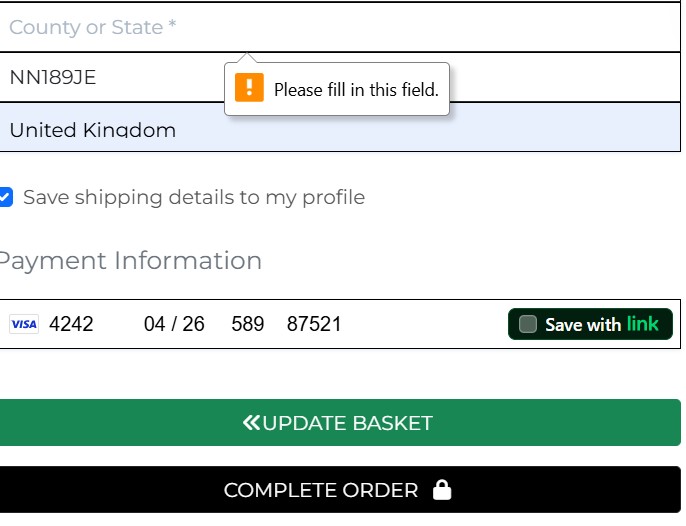 County or State *
NN189JE
! Please fill in this field.
United Kingdom
Save shipping details to my profile
Payment Information
VISA 4242 04 / 26 589 87521 Save with link
UPDATE BASKET
COMPLETE ORDER